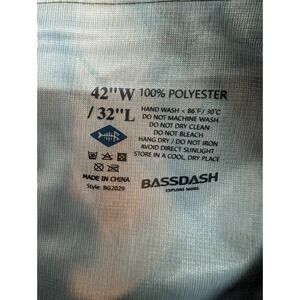 42"W 100% POLYESTER
/ 32"L
HAND WASH < 86°F / 30°C
DO NOT MACHINE WASH
DO NOT DRY CLEAN
DO NOT BLEACH
HANG DRY / DO NOT IRON
AVOID DIRECT SUNLIGHT
STORE IN A COOL, DRY PLACE
MADE IN CHINA
Style: BG2029
BASSDASH
EXPLORE MORE